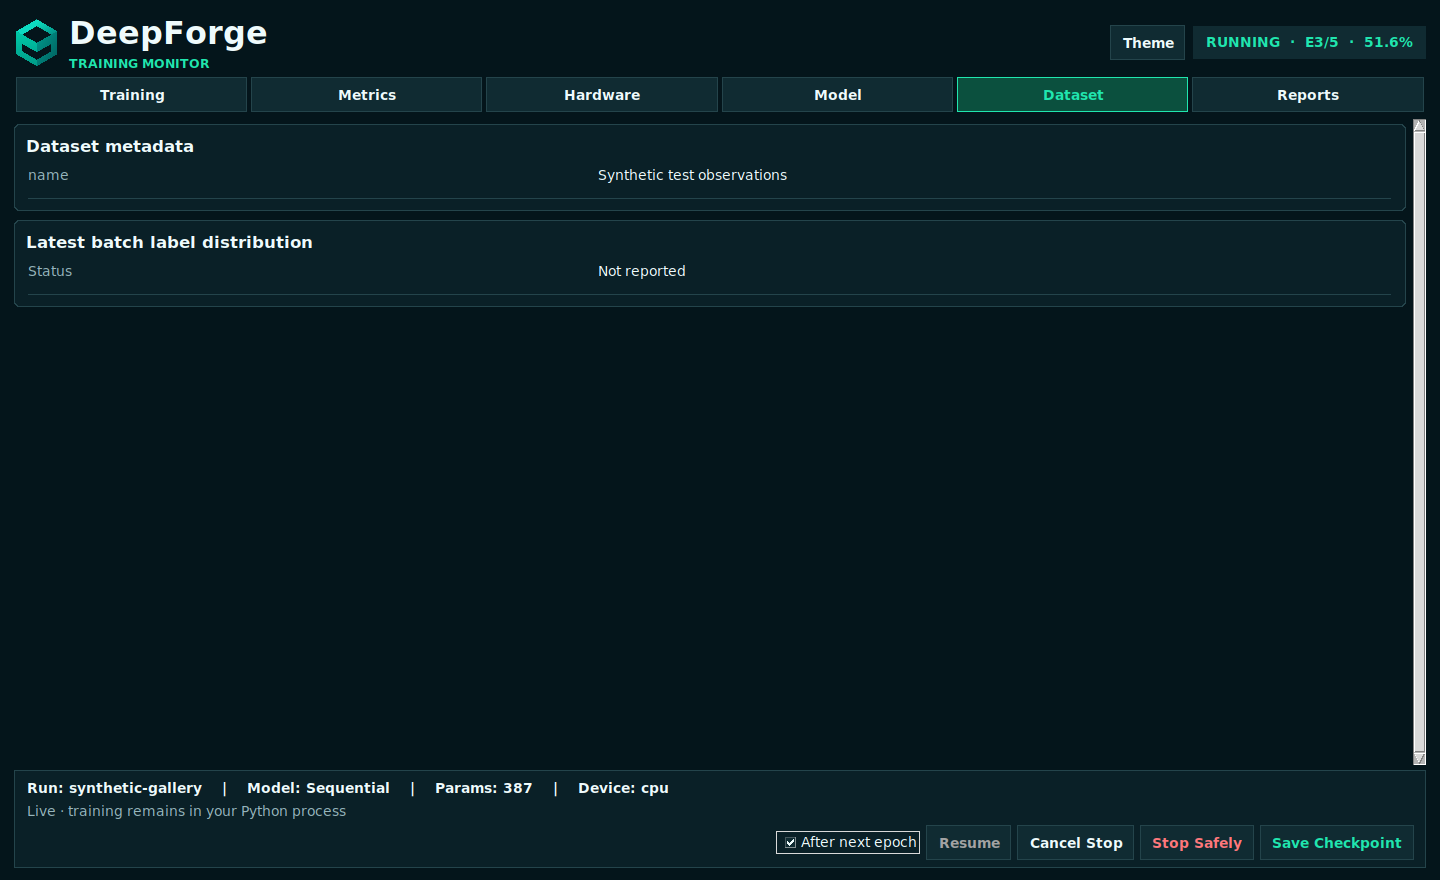 DeepForge
TRAINING MONITOR
Theme
RUNNING · E3/5 · 51.6%
Training
Metrics
Hardware
Model
Dataset
Reports
Dataset metadata
name
Synthetic test observations
Latest batch label distribution
Status
Not reported
Run: synthetic-gallery | Model: Sequential | Params: 387 | Device: cpu
Live · training remains in your Python process
After next epoch
Resume
Cancel Stop
Stop Safely
Save Checkpoint